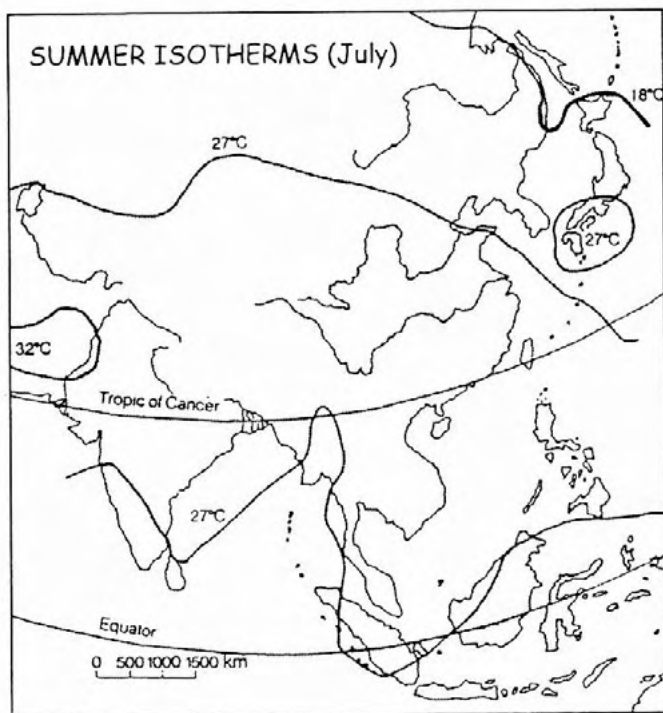 SUMMER ISOTHERMS (July)
18°C
27°C
27°C
32°C
Tropic of Cancer
27°C
Equator
0 500 1000 1500 km